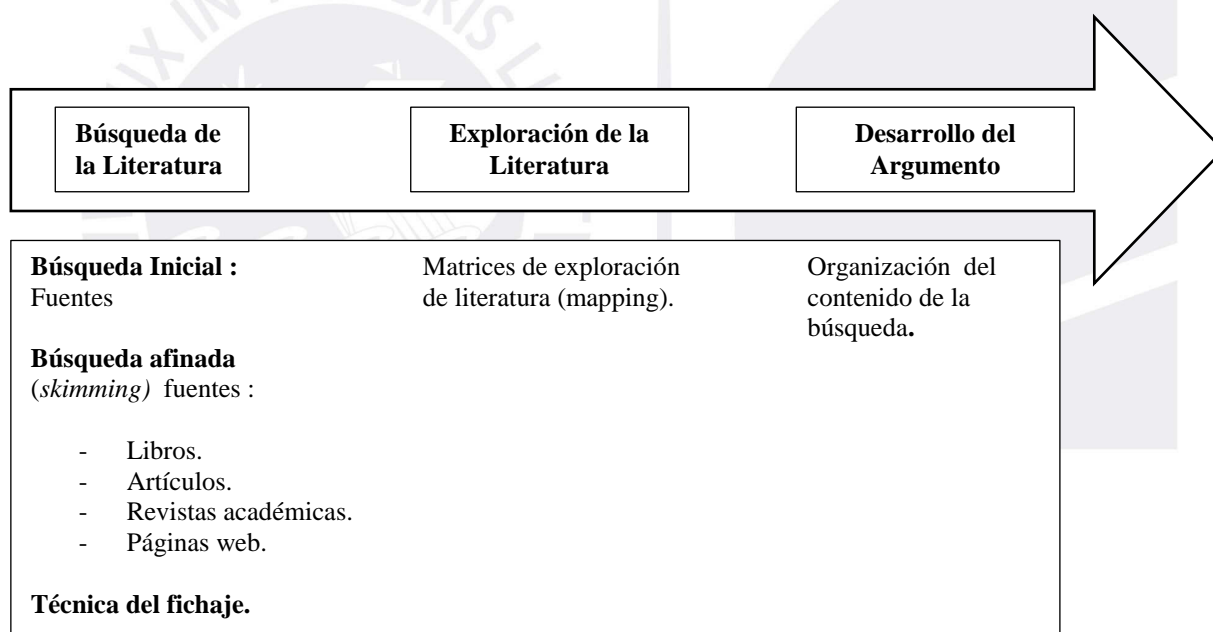 Búsqueda de
la Literatura
Exploración de la
Literatura
Desarrollo del
Argumento
Búsqueda Inicial :
Fuentes
Búsqueda afinada
(skimming) fuentes :
- Libros.
- Artículos.
- Revistas académicas.
- Páginas web.
Técnica del fichaje.
Matrices de exploración
de literatura (mapping).
Organización del
contenido de la
búsqueda.